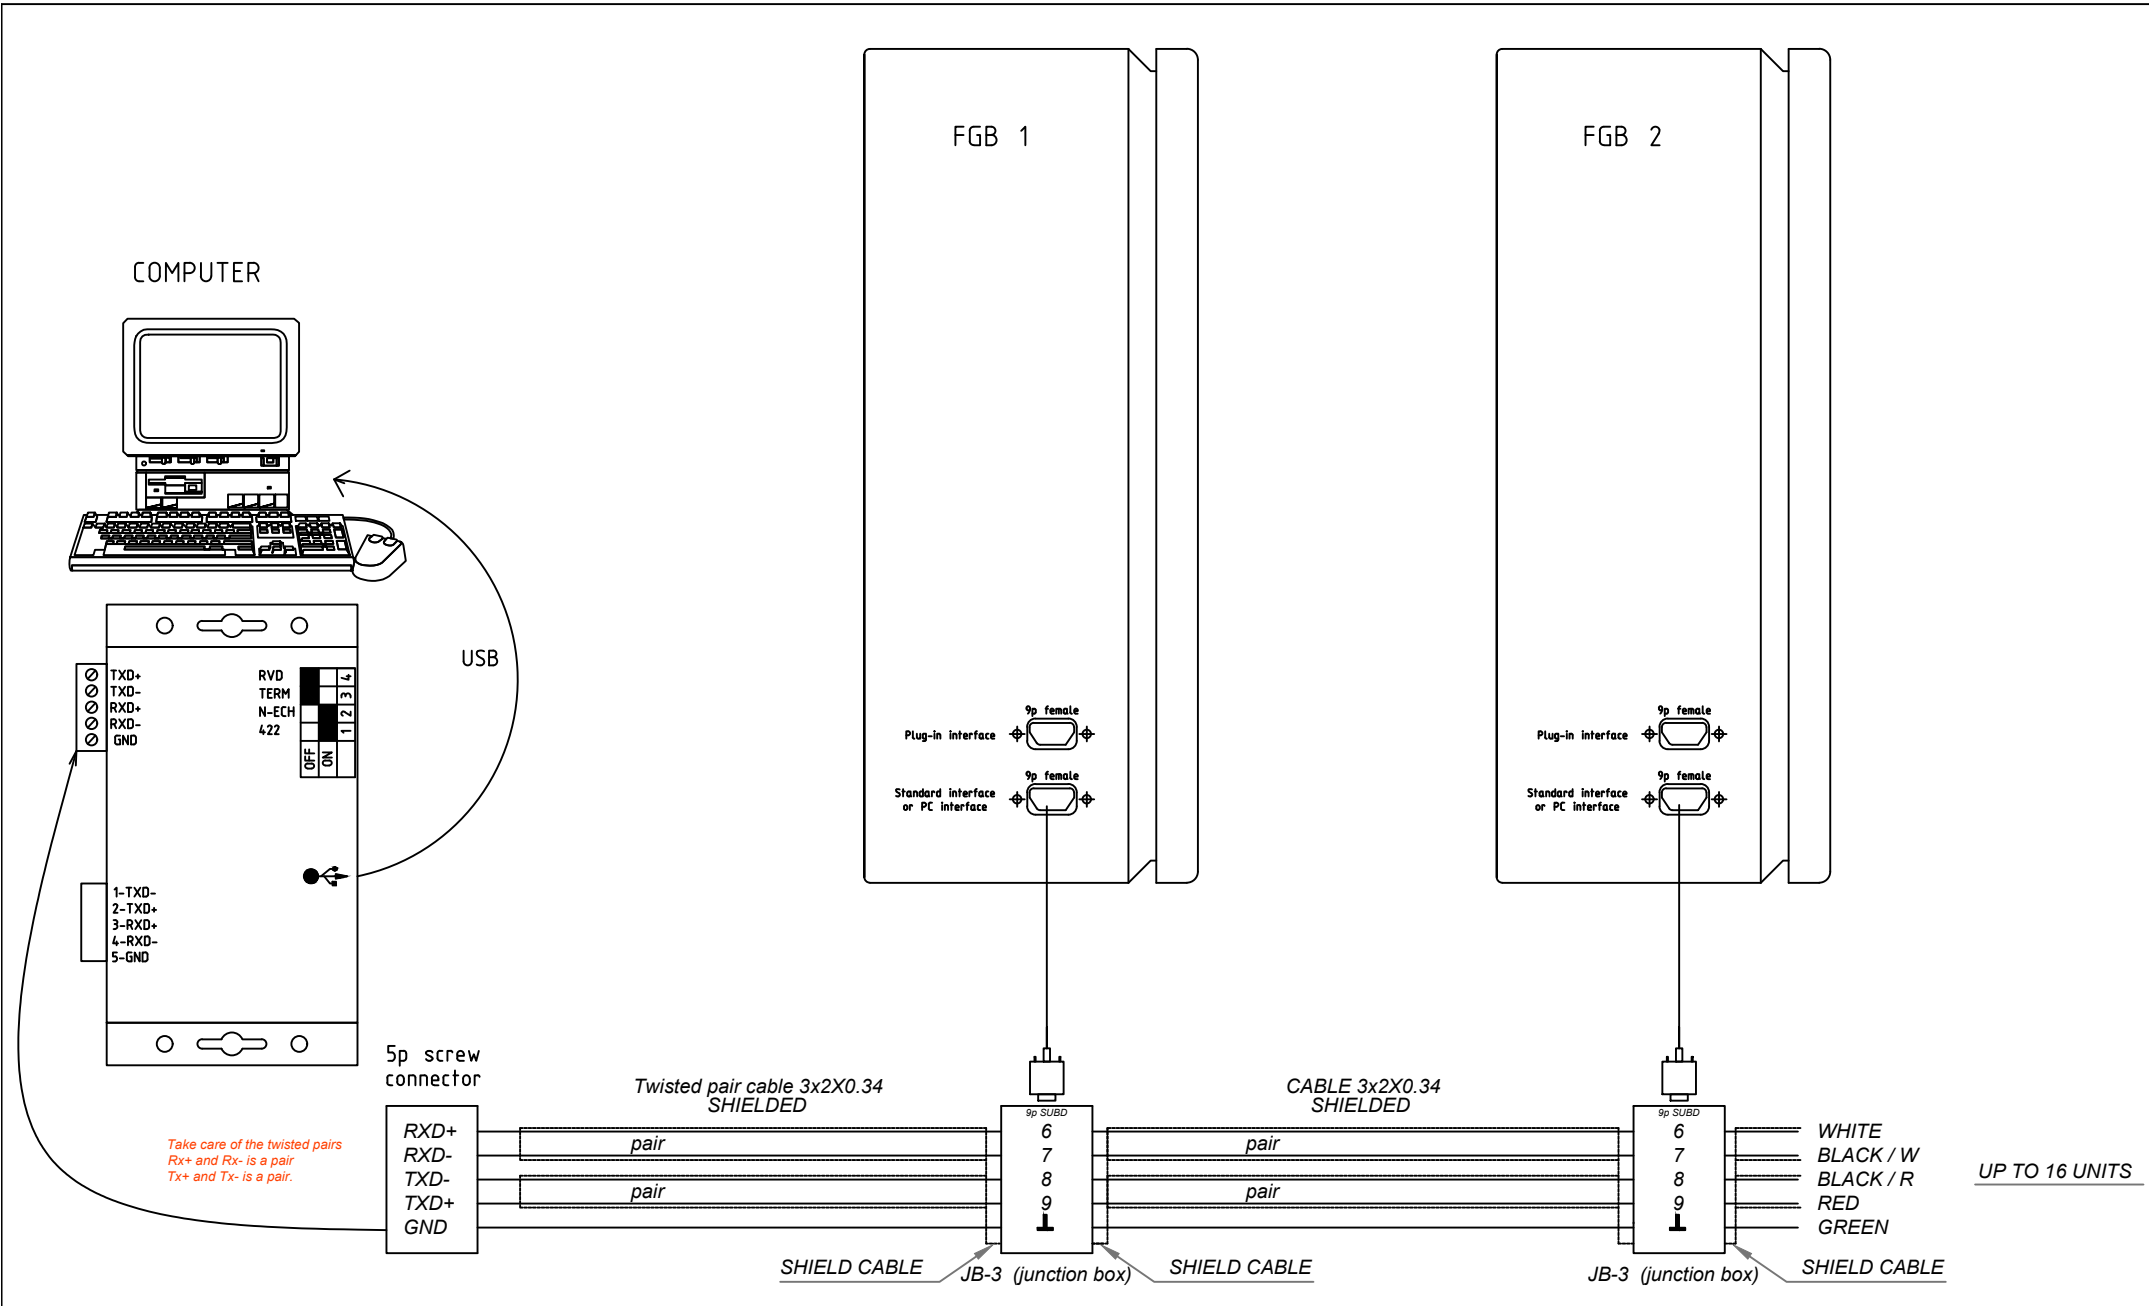 FGB 1
FGB 2
COMPUTER
USB
TXD+
TXD-
RXD+
RXD-
GND
RVD
TERM
N-ECH
422
4
3
2
1
OFF
ON
1-TXD-
2-TXD+
3-RXD+
4-RXD-
5-GND
9p female
Plug-in interface
9p female
Standard interface
or PC interface
9p female
Plug-in interface
9p female
Standard interface
or PC interface
5p screw
connector
Twisted pair cable 3x2X0.34
SHIELDED
CABLE 3x2X0.34
SHIELDED
Take care of the twisted pairs
Rx+ and Rx- is a pair
Tx+ and Tx- is a pair.
RXD+
RXD-
TXD-
TXD+
GND
pair
pair
9p SUBD
6
7
8
9
pair
pair
9p SUBD
6
7
8
9
WHITE
BLACK / W
BLACK / R
RED
GREEN
UP TO 16 UNITS
SHIELD CABLE
JB-3 (junction box)
SHIELD CABLE
JB-3 (junction box)
SHIELD CABLE